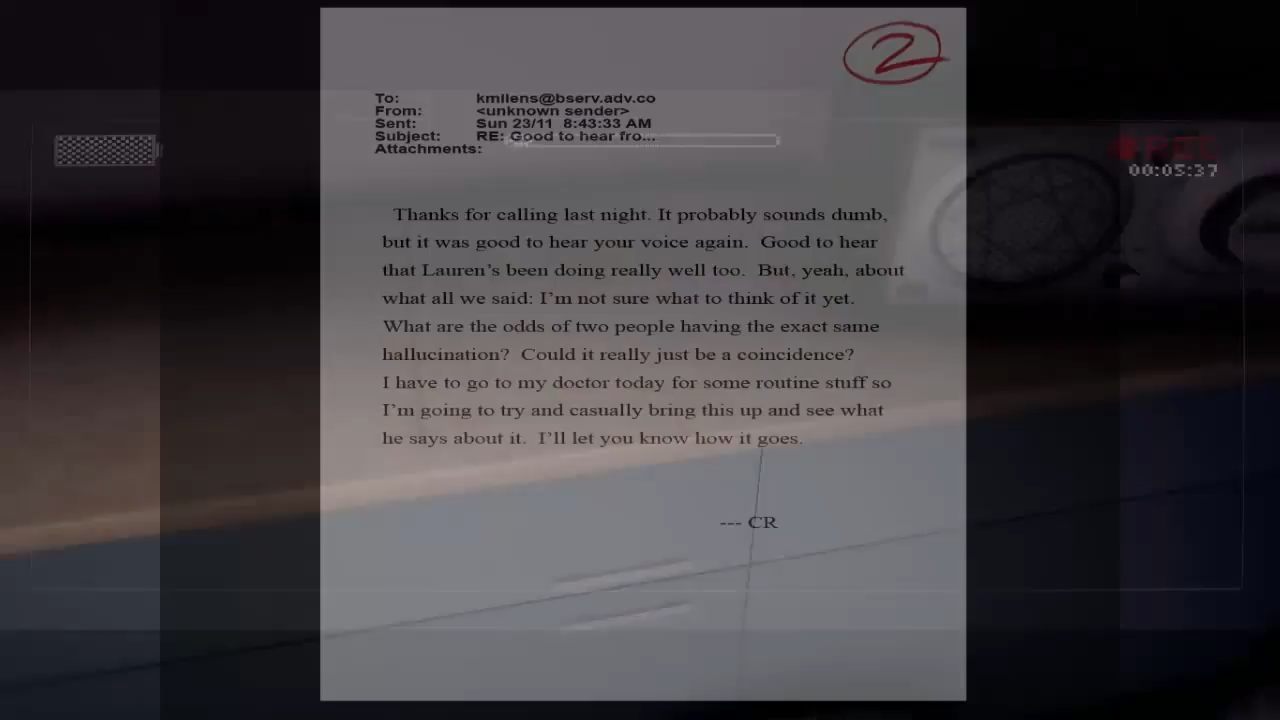 2
To: kmilens@bserv.adv.co
From: <unknown sender>
Sent: Sun 23/11 8:43:33 AM
Subject: RE: Good to hear fro...
Attachments:
REC
00:05:37
Thanks for calling last night. It probably sounds dumb,
but it was good to hear your voice again. Good to hear
that Lauren's been doing really well too. But, yeah, about
what all we said: I'm not sure what to think of it yet.
What are the odds of two people having the exact same
hallucination? Could it really just be a coincidence?
I have to go to my doctor today for some routine stuff so
I'm going to try and casually bring this up and see what
he says about it. I'll let you know how it goes.
--- CR